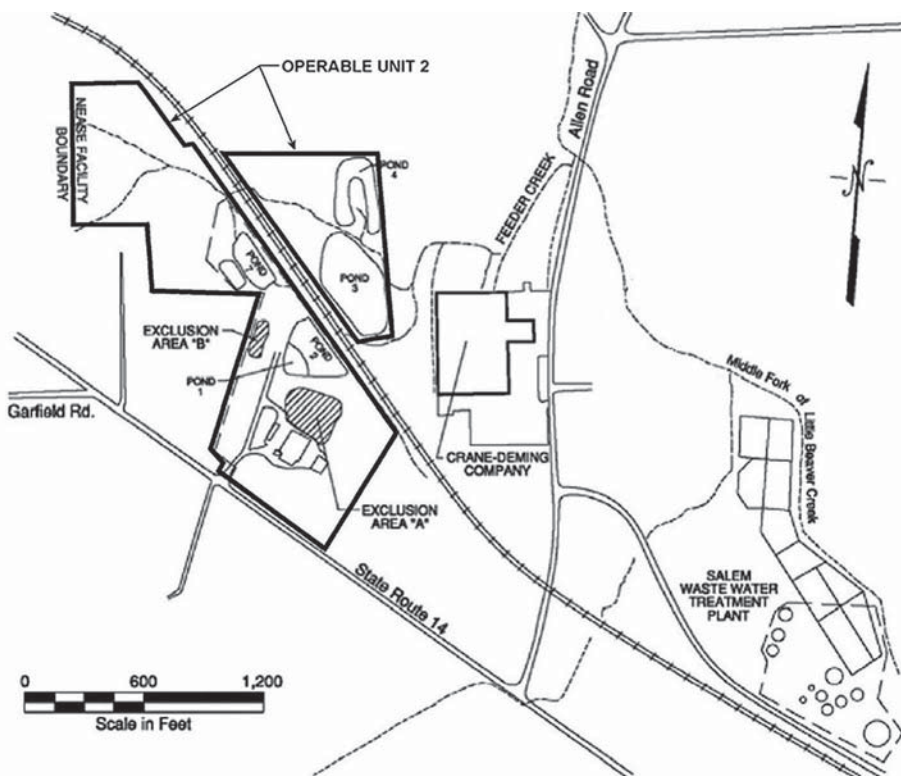 OPERABLE UNIT 2
NEASE FACILITY
BOUNDARY
POND
4
Allen Road
FEEDER CREEK
N
POND
7
POND
3
EXCLUSION
AREA "B"
POND
2
POND
1
Garfield Rd.
CRANE-DEMING
COMPANY
Middle Fork of Little Beaver Creek
EXCLUSION
AREA "A"
State Route 14
SALEM
WASTE WATER
TREATMENT
PLANT
0 600 1,200
Scale in Feet